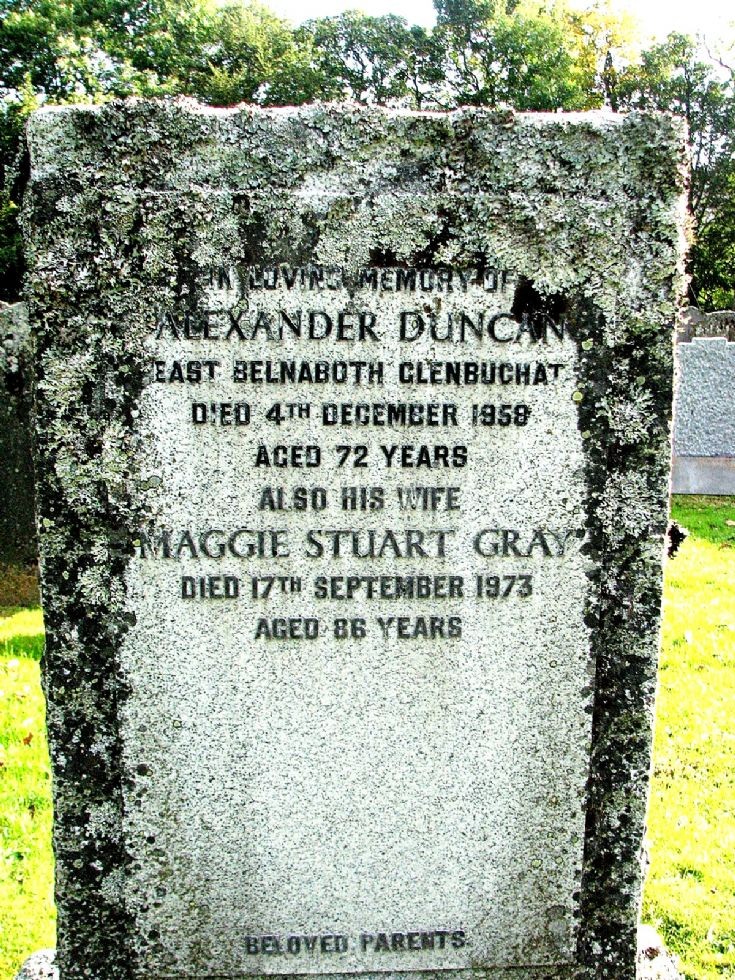 IN LOVING MEMORY OF
ALEXANDER DUNCAN
EAST BELNABOTH GLENBUCHAT
DIED 4TH DECEMBER 1958
AGED 72 YEARS
ALSO HIS WIFE
MAGGIE STUART GRAY
DIED 17TH SEPTEMBER 1973
AGED 86 YEARS
BELOVED PARENTS